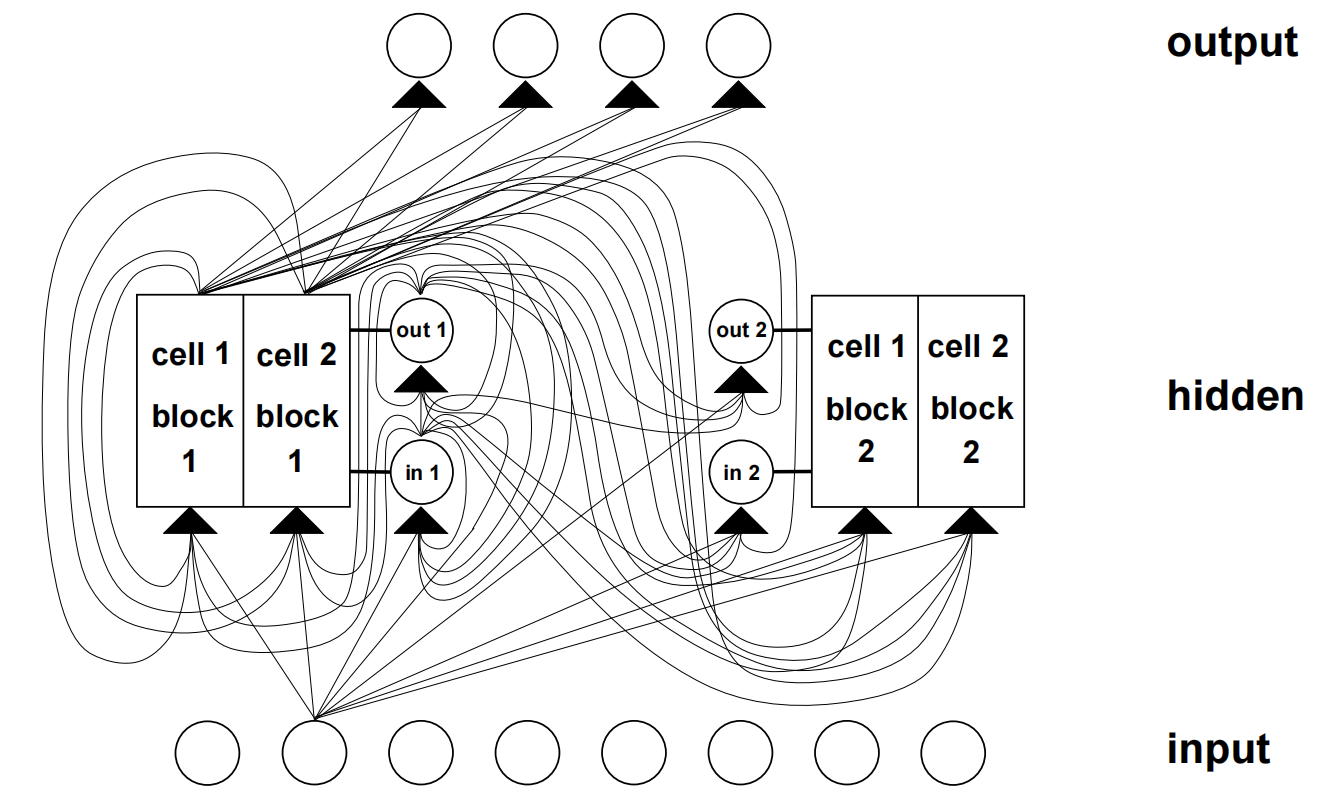 output
out 1
out 2
cell 1
cell 2
block
1
block
1
cell 1
cell 2
block
2
block
2
hidden
in 1
in 2
input